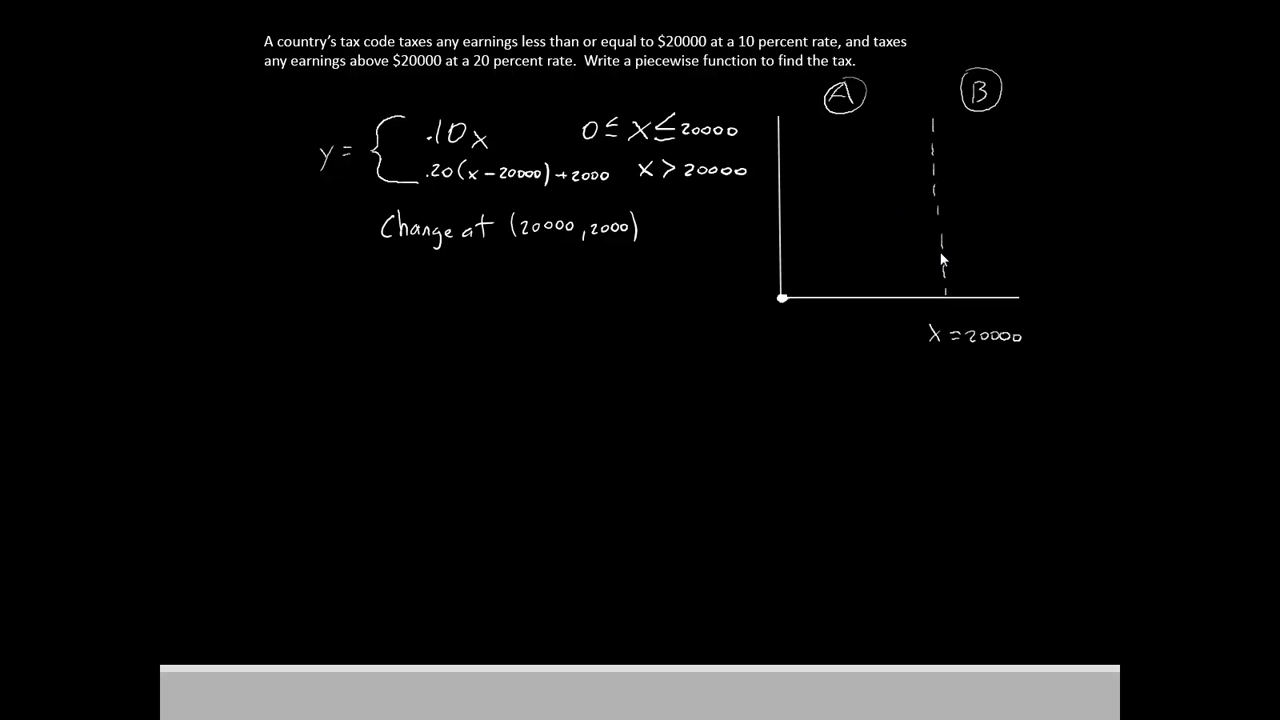 A country's tax code taxes any earnings less than or equal to $20000 at a 10 percent rate, and taxes
any earnings above $20000 at a 20 percent rate. Write a piecewise function to find the tax.
A B
y = { .10x 0 ≤ x ≤ 20000
.20(x - 20000) + 2000 x > 20000
Change at (20000, 2000)
x = 20000